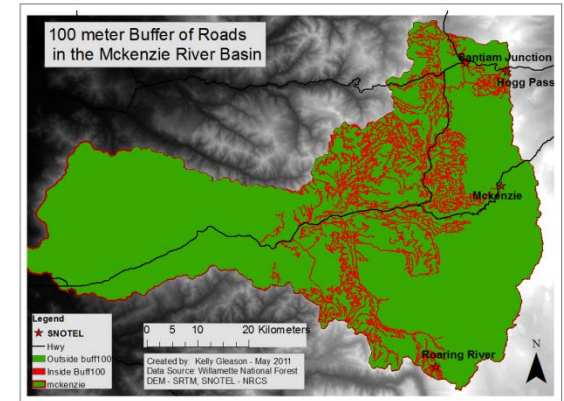 100 meter Buffer of Roads
in the Mckenzie River Basin
Santiam Junction
Hogg Pass
Mckenzie
Roaring River
Legend
SNOTEL
Hwy
Outside buff100
Inside Buff100
mckenzie
0 5 10 20 Kilometers
Created by: Kelly Gleason - May 2011
Data Source: Willamette National Forest
DEM - SRTM, SNOTEL - NRCS
N